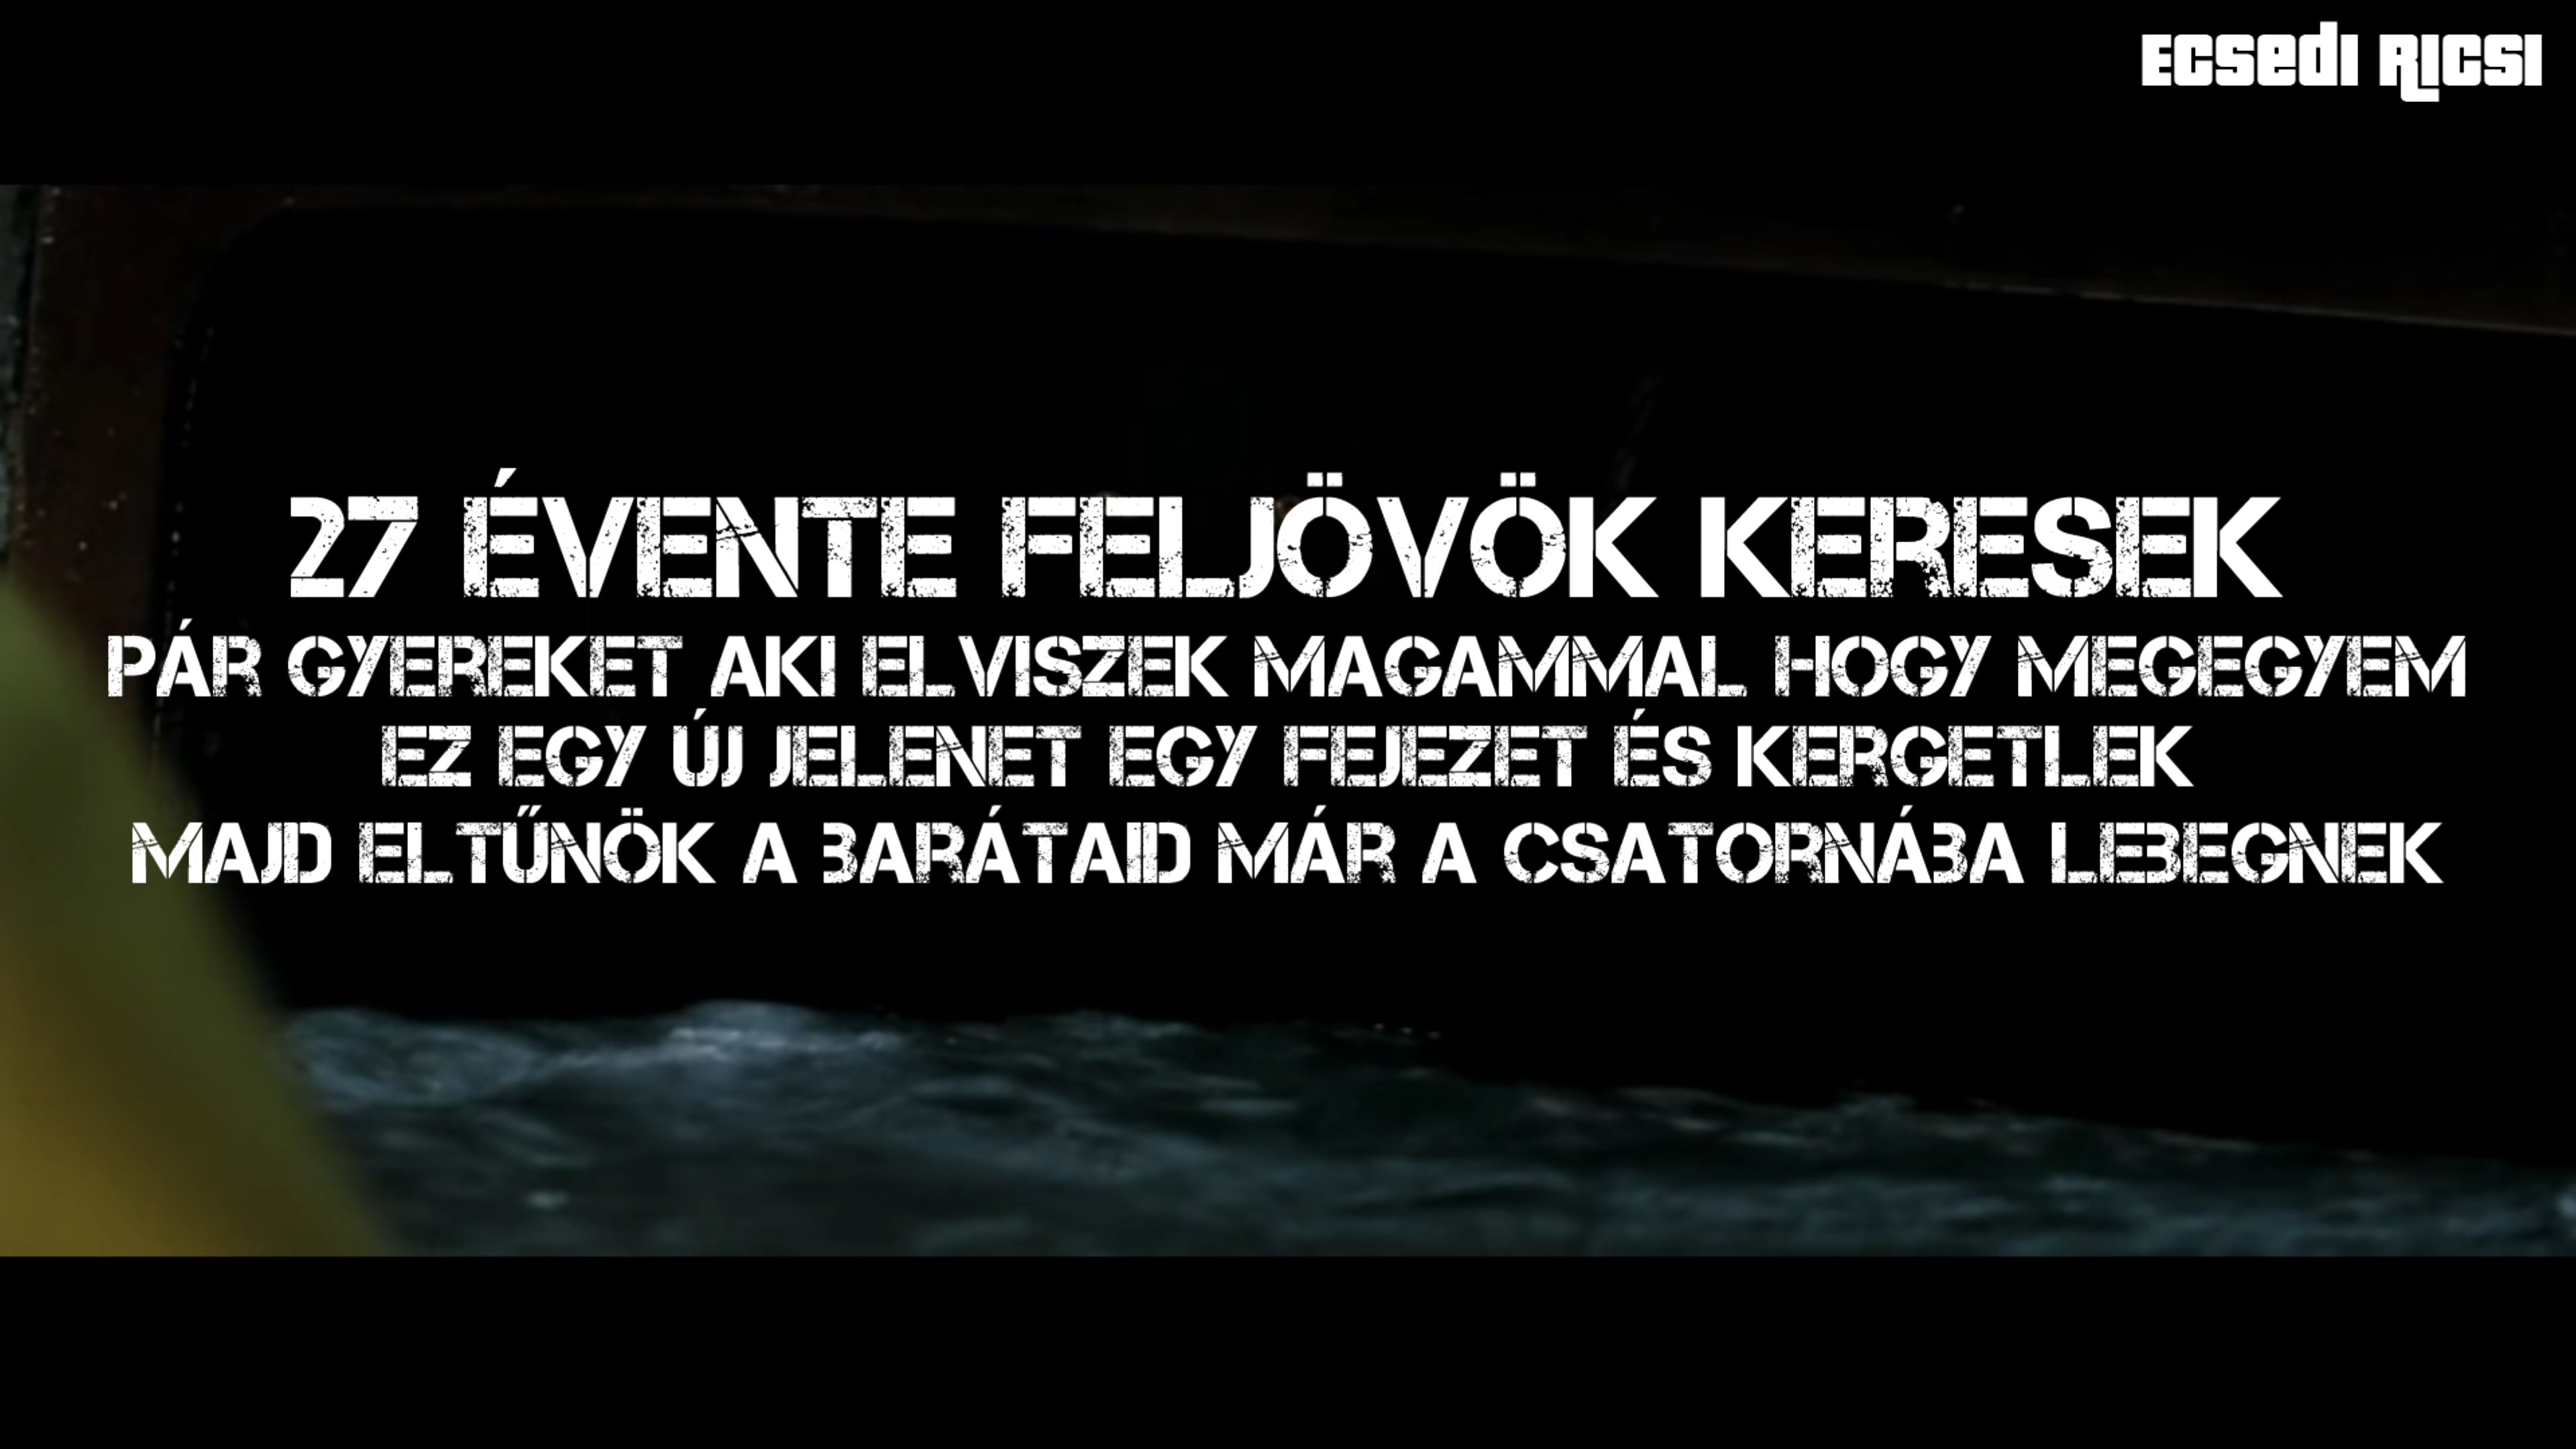 ECSEDI RICSI
27 ÉVENTE FELJÖVÖK KERESEK
PÁR GYEREKET AKI ELVISZEK MAGAMMAL HOGY MEGEGYEM
EZ EGY ÚJ JELENET EGY FEJEZET ÉS KERGETLEK
MAJD ELTŰNÖK A BARÁTAID MÁR A CSATORNÁBA LEBEGNEK